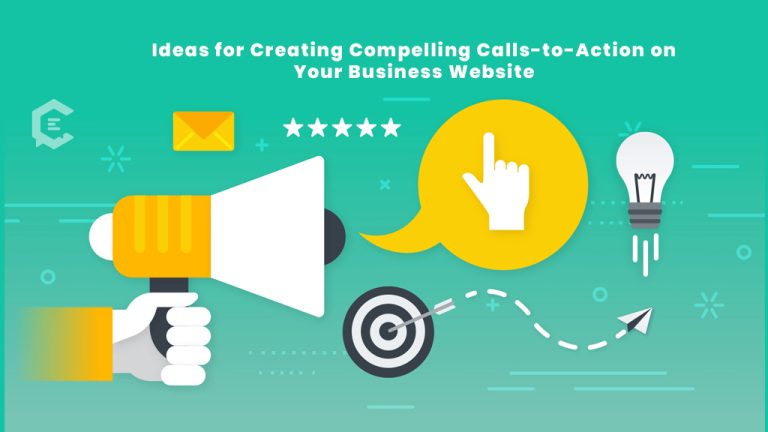 Ideas for Creating Compelling Calls-to-Action on
Your Business Website